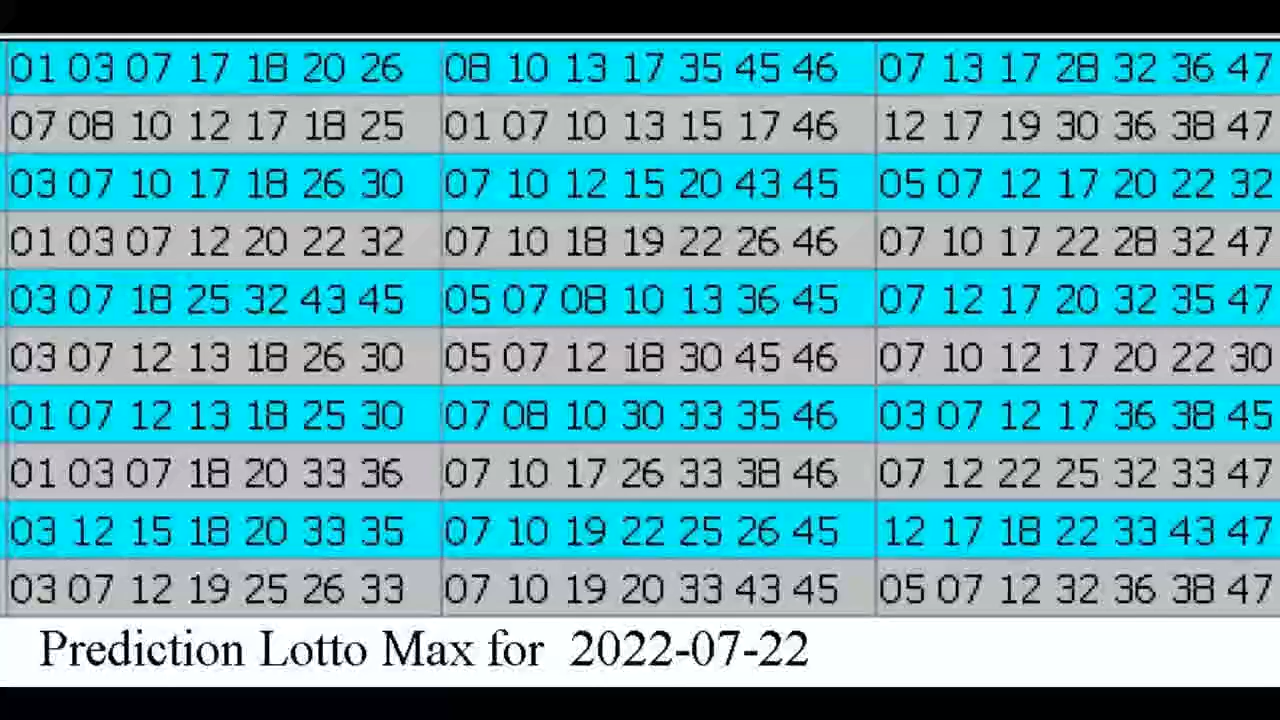 01 03 07 17 18 20 26 08 10 13 17 35 45 46 07 13 17 28 32 36 47
07 08 10 12 17 18 25 01 07 10 13 15 17 46 12 17 19 30 36 38 47
03 07 10 17 18 26 30 07 10 12 15 20 43 45 05 07 12 17 20 22 32
01 03 07 12 20 22 32 07 10 18 19 22 26 46 07 10 17 22 28 32 47
03 07 18 25 32 43 45 05 07 08 10 13 36 45 07 12 17 20 32 35 47
03 07 12 13 18 26 30 05 07 12 18 30 45 46 07 10 12 17 20 22 30
01 07 12 13 18 25 30 07 08 10 30 33 35 46 03 07 12 17 36 38 45
01 03 07 18 20 33 36 07 10 17 26 33 38 46 07 12 22 25 32 33 47
03 12 15 18 20 33 35 07 10 19 22 25 26 45 12 17 18 22 33 43 47
03 07 12 19 25 26 33 07 10 19 20 33 43 45 05 07 12 32 36 38 47
Prediction Lotto Max for 2022-07-22